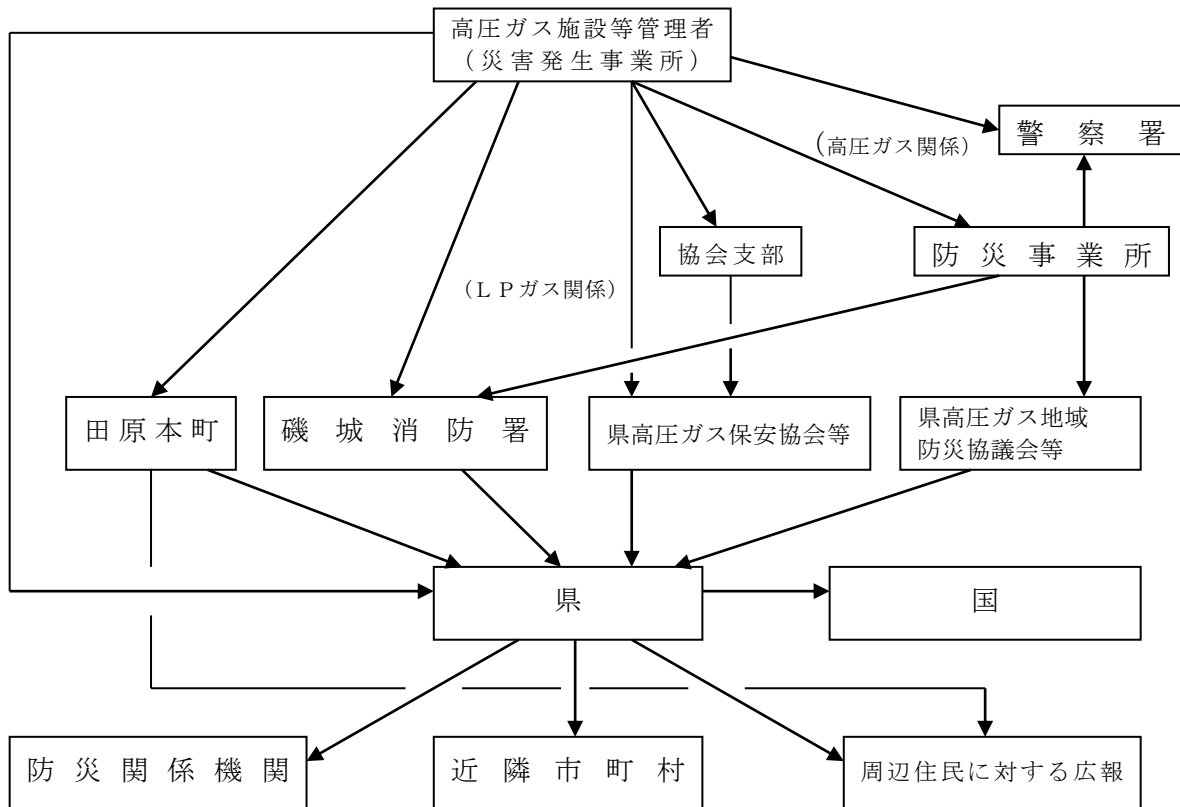 高圧ガス施設等管理者
(災害発生事業所)
警察署
(高圧ガス関係)
協会支部
防災事業所
(LPガス関係)
田原本町
磯城消防署
県高圧ガス保安協会等
県高圧ガス地域
防災協議会等
県
国
防災関係機関
近隣市町村
周辺住民に対する広報